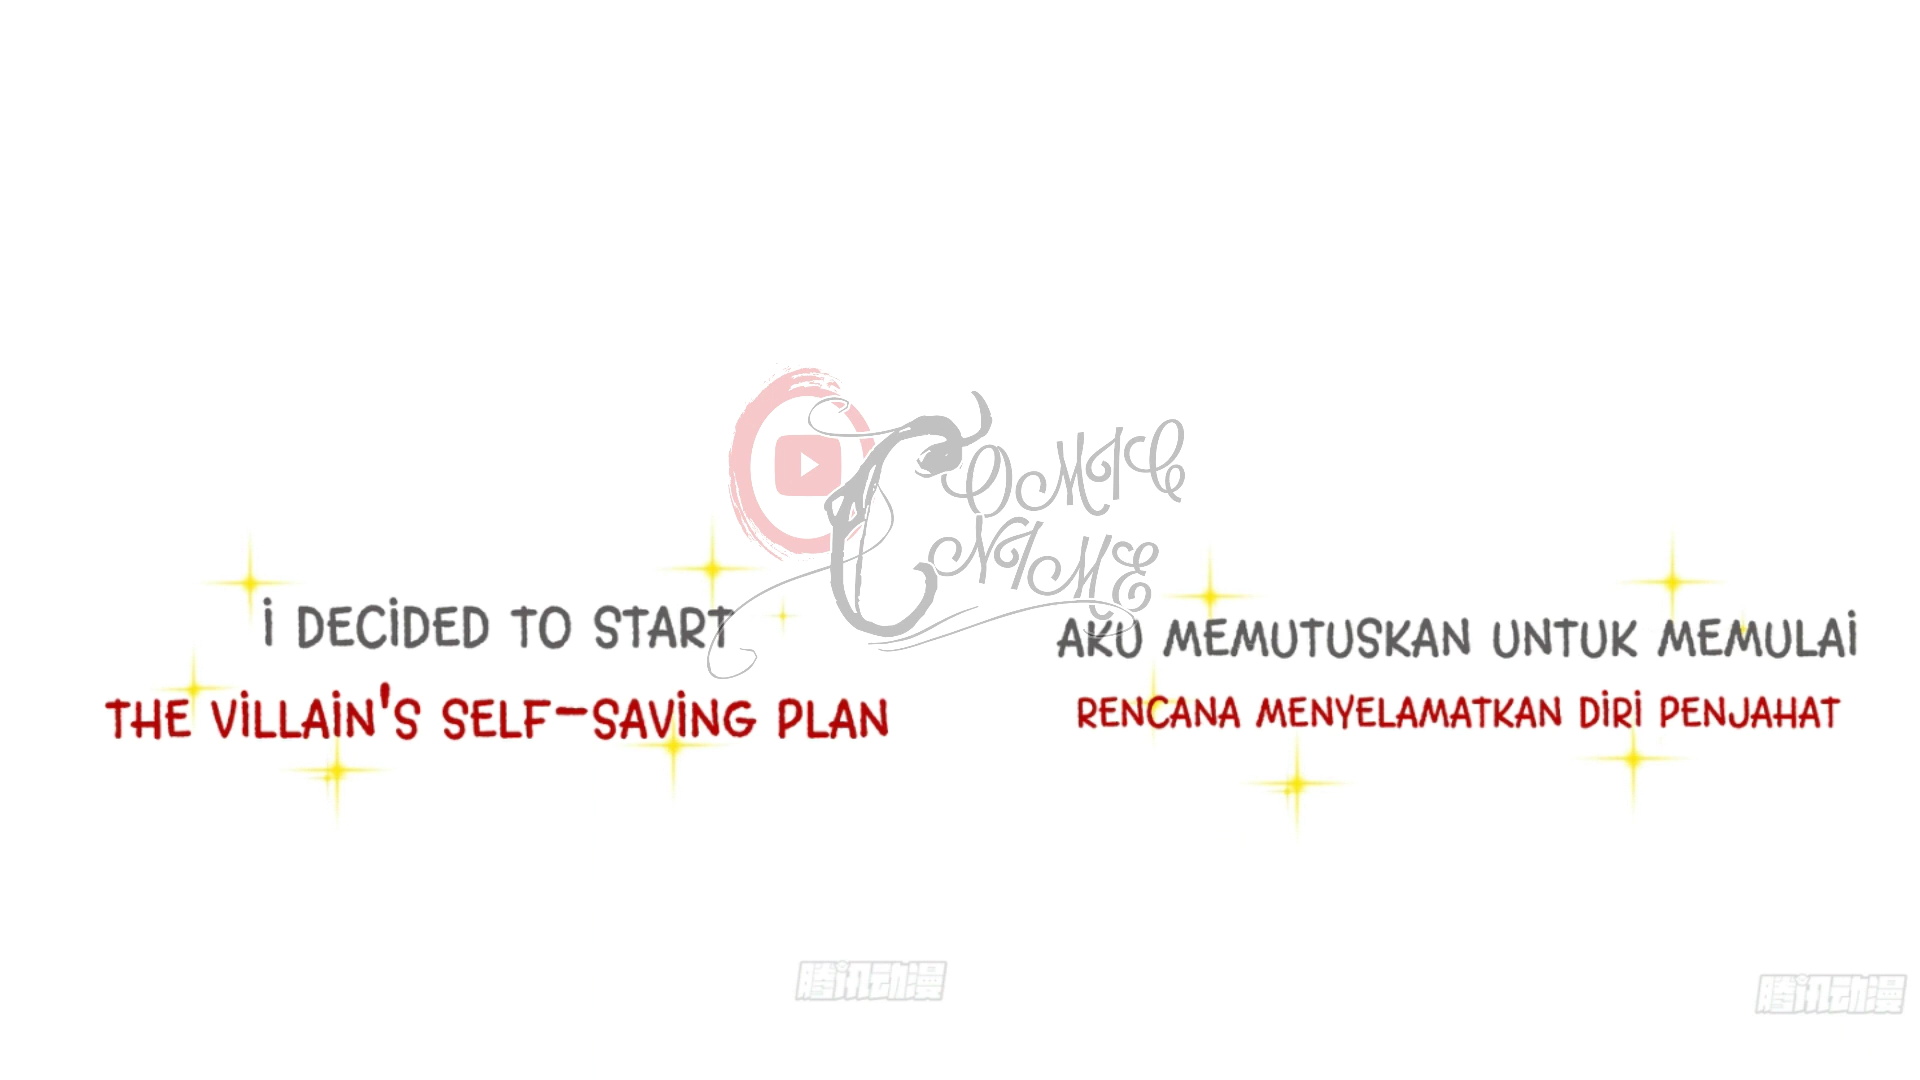 COMIC
NIME
I DECIDED TO START
THE VILLAIN'S SELF-SAVING PLAN
AKU MEMUTUSKAN UNTUK MEMULAI
RENCANA MENYELAMATKAN DIRI PENJAHAT
腾讯动漫
腾讯动漫